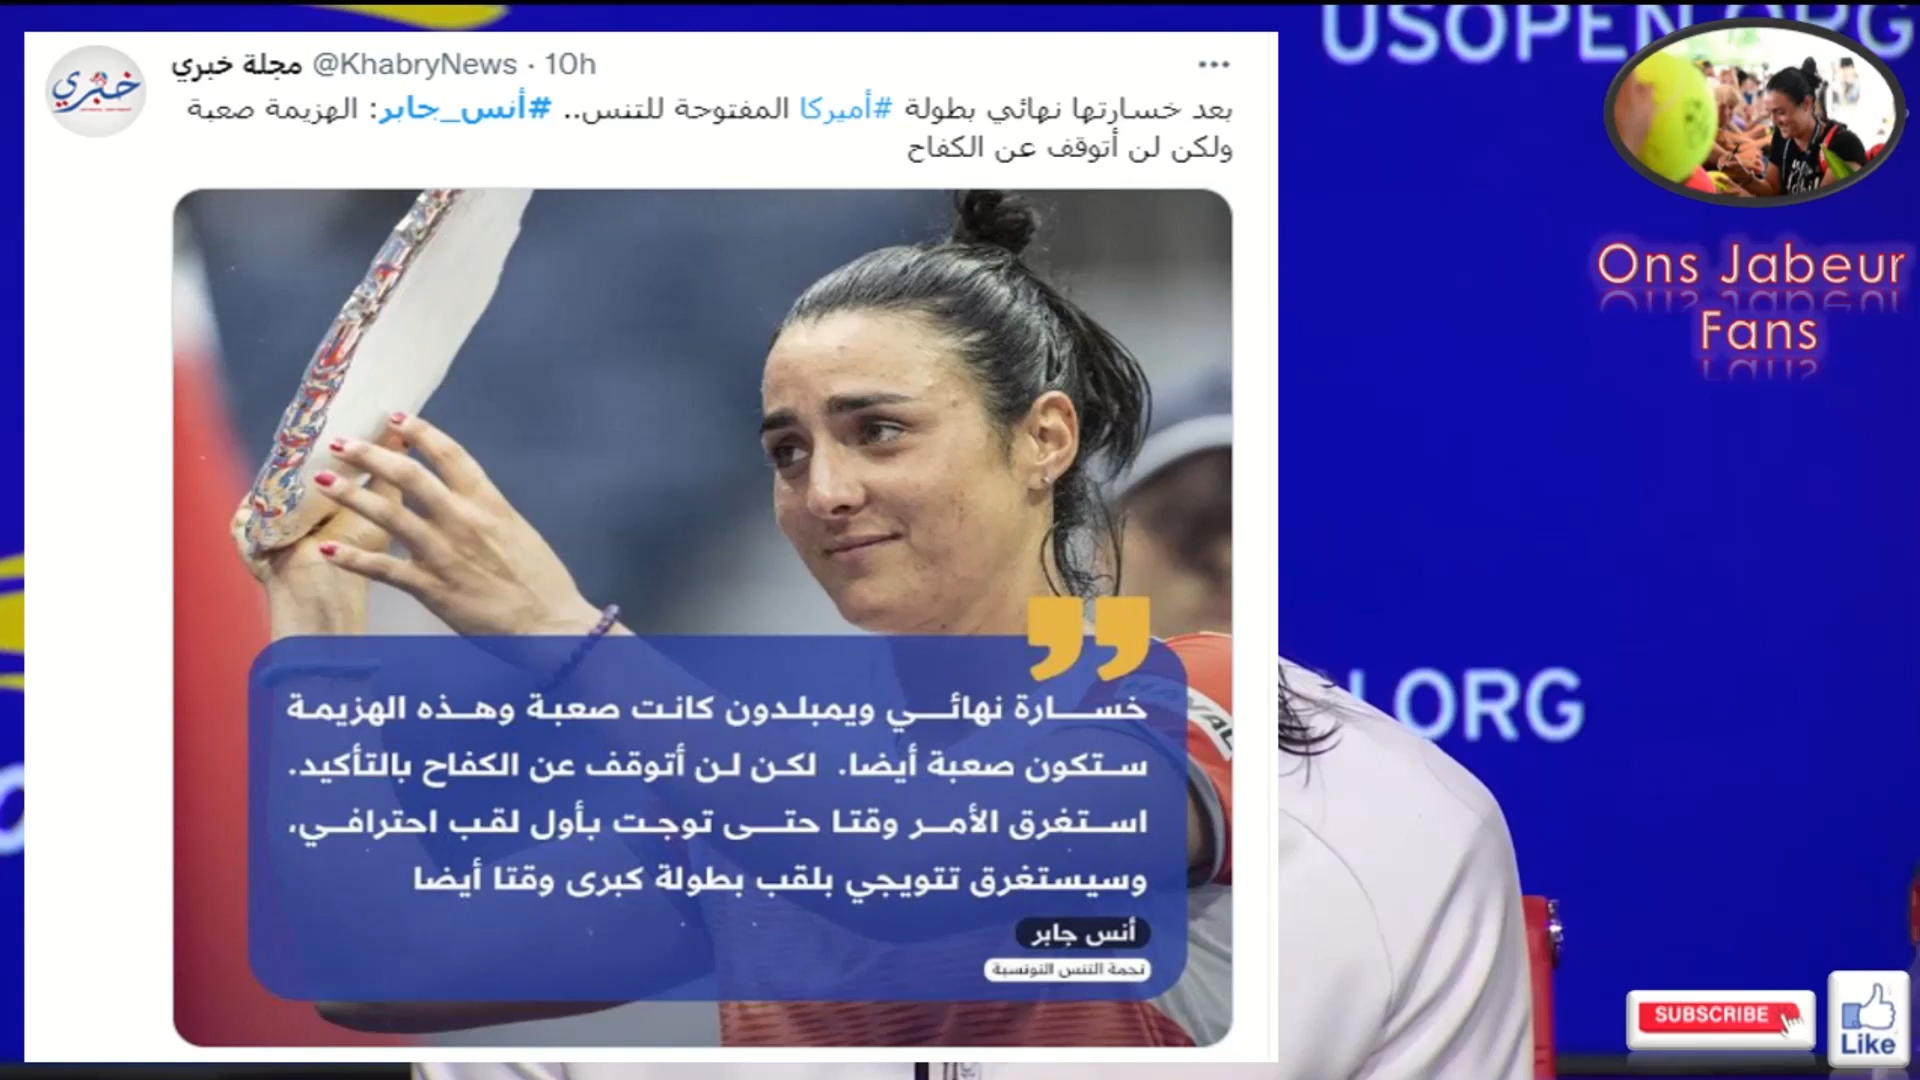 USOPEN.ORG
خبري
مجلة خبري @KhabryNews · 10h
بعد خسارتها نهائي بطولة #أميركا المفتوحة للتنس.. #أنس_جابر: الهزيمة صعبة
ولكن لن أتوقف عن الكفاح
Ons Jabeur
Fans
خسارة نهائي ويمبلدون كانت صعبة وهذه الهزيمة
ستكون صعبة أيضا. لكن لن أتوقف عن الكفاح بالتأكيد.
استغرق الأمر وقتا حتى توجت بأول لقب احترافي،
وسيستغرق تتويجي بلقب بطولة كبرى وقتا أيضا
أنس جابر
نجمة التنس التونسية
.ORG
SUBSCRIBE
Like